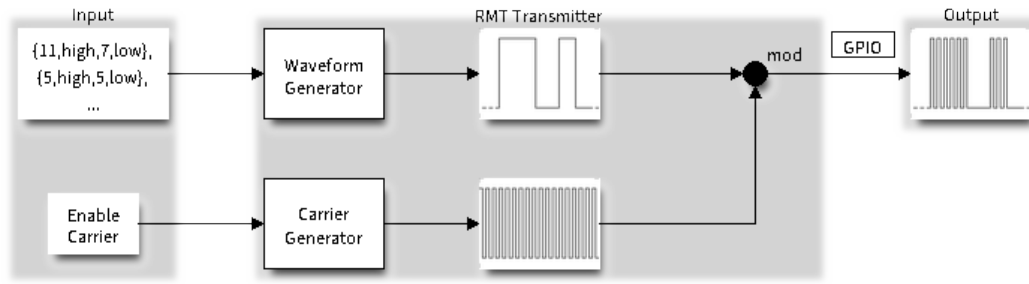 Input
RMT Transmitter
Output
{11,high,7,low},
{5,high,5,low},
...
Waveform
Generator
mod
GPIO
Enable
Carrier
Carrier
Generator